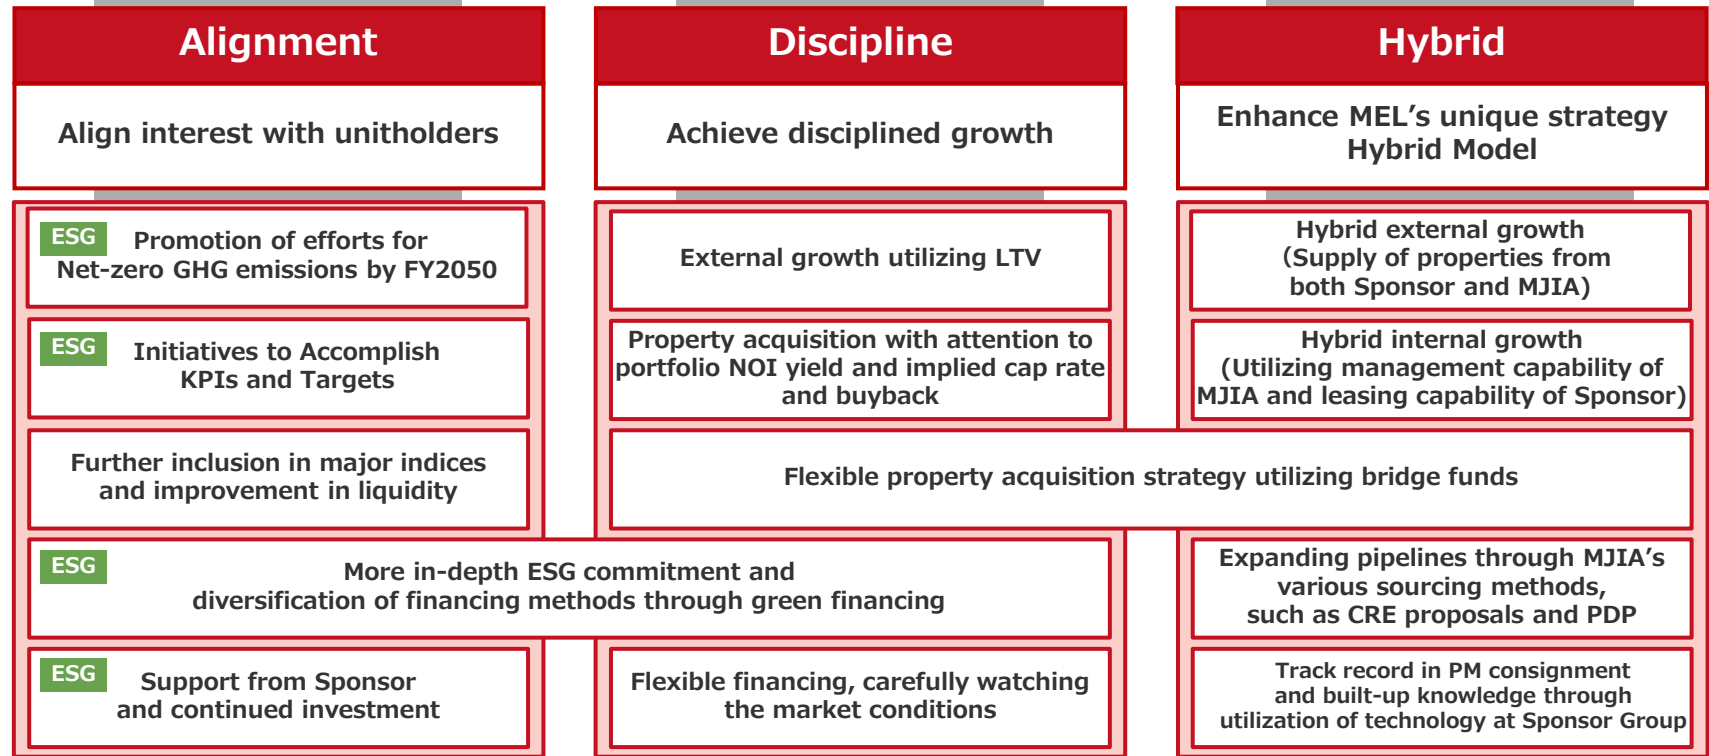 Alignment
Align interest with unitholders
ESG
Promotion of efforts for
Net-zero GHG emissions by FY2050
ESG
Initiatives to Accomplish
KPIs and Targets
Further inclusion in major indices
and improvement in liquidity
ESG
More in-depth ESG commitment and
diversification of financing methods through green financing
ESG
Support from Sponsor
and continued investment
Discipline
Achieve disciplined growth
External growth utilizing LTV
Property acquisition with attention to
portfolio NOI yield and implied cap rate
and buyback
Flexible property acquisition strategy utilizing bridge funds
Flexible financing, carefully watching
the market conditions
Hybrid
Enhance MEL’s unique strategy
Hybrid Model
Hybrid external growth
(Supply of properties from
both Sponsor and MJIA)
Hybrid internal growth
(Utilizing management capability of
MJIA and leasing capability of Sponsor)
Expanding pipelines through MJIA’s
various sourcing methods,
such as CRE proposals and PDP
Track record in PM consignment
and built-up knowledge through
utilization of technology at Sponsor Group